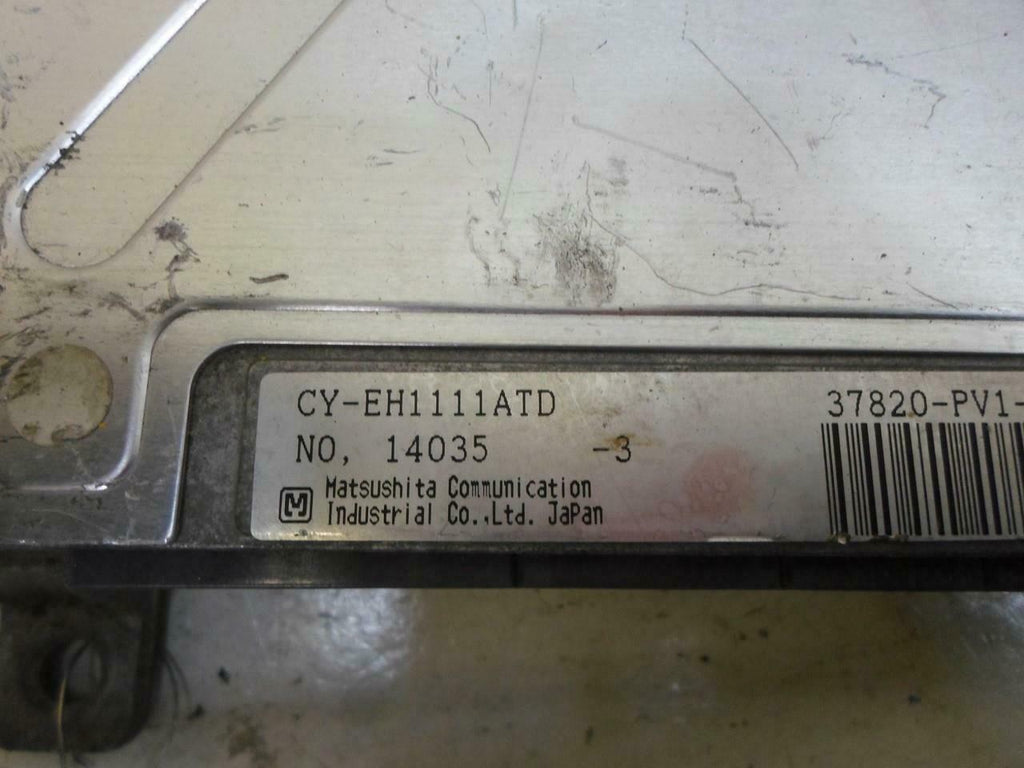 CY-EH1111ATD
37820-PV1-
NO, 14035 -3
M
Matsushita Communication
Industrial Co.,Ltd. JaPan